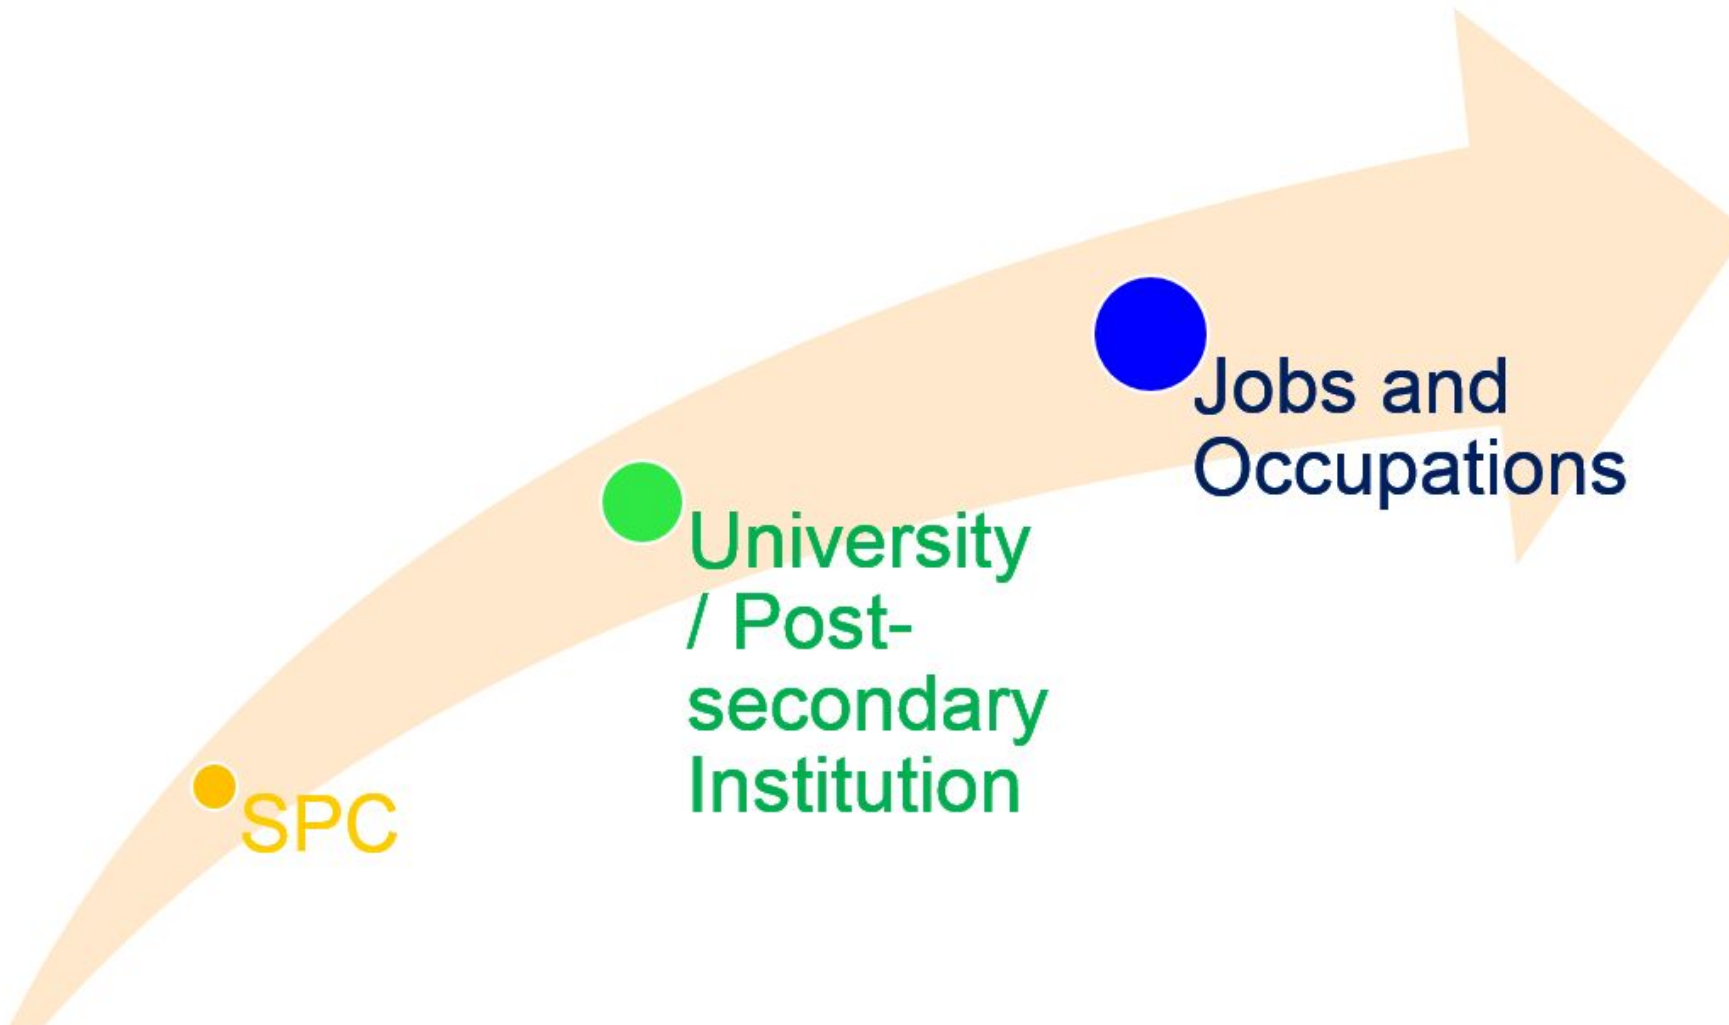 SPC
University
/ Post-
secondary
Institution
Jobs and
Occupations